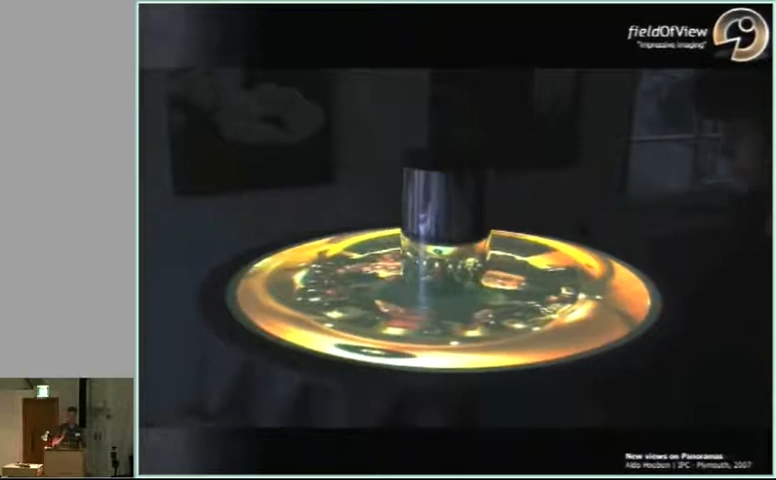 fieldOfView
"impressive imaging"
New views on Panoramas
Aldo Hoeben | IPC - Plymouth, 2007